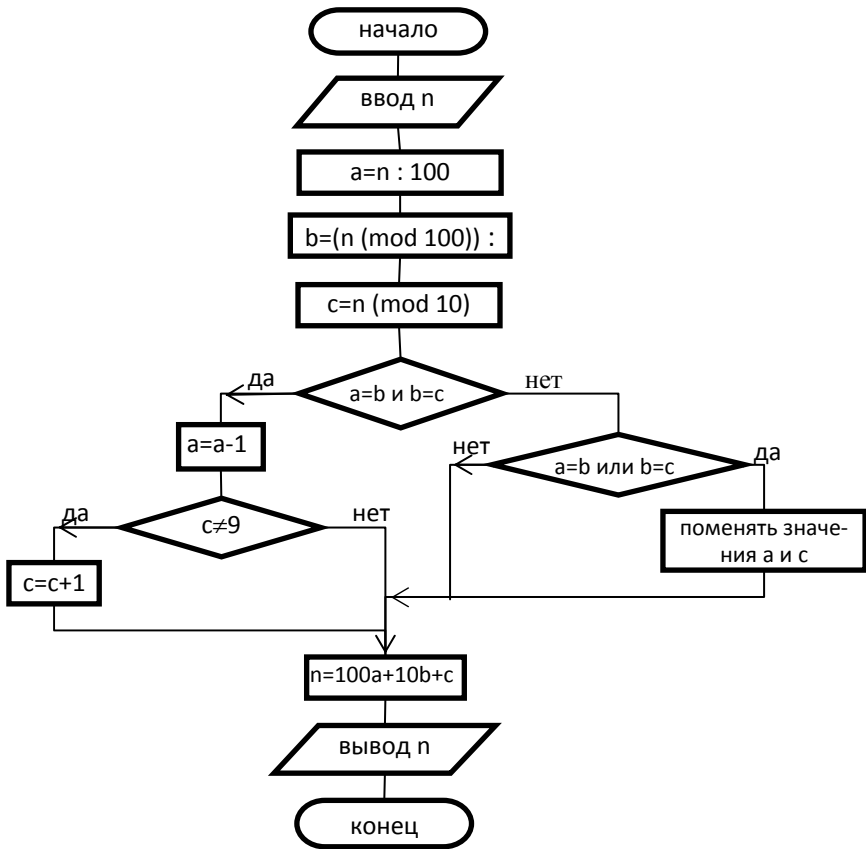 начало
ввод n
a=n : 100
b=(n (mod 100)) :
c=n (mod 10)
a=b и b=c
да
нет
a=a-1
a=b или b=c
нет
да
c≠9
да
нет
поменять значе-
ния a и c
c=c+1
n=100a+10b+c
вывод n
конец